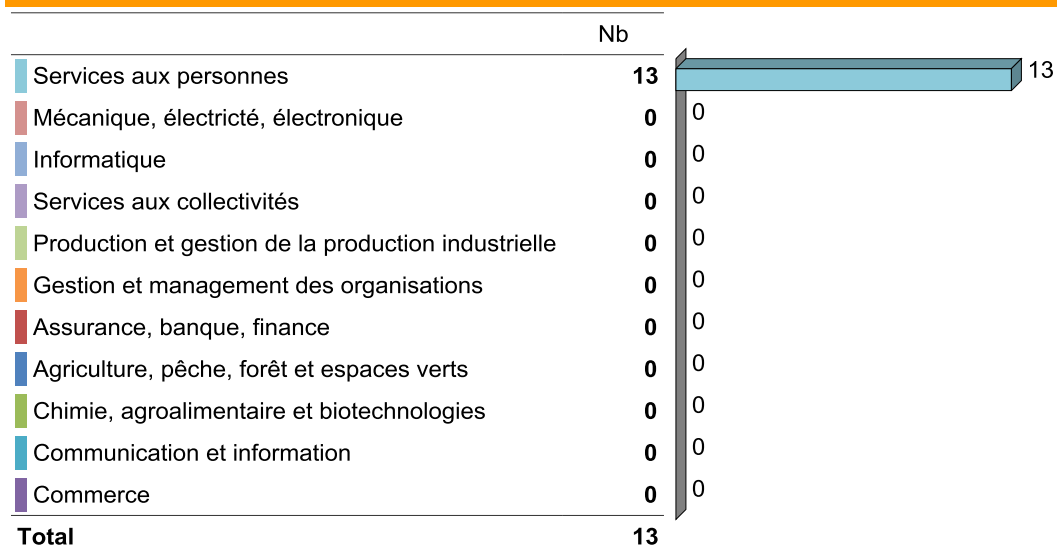 Nb
Services aux personnes 13 13
Mécanique, électricté, électronique 0 0
Informatique 0 0
Services aux collectivités 0 0
Production et gestion de la production industrielle 0 0
Gestion et management des organisations 0 0
Assurance, banque, finance 0 0
Agriculture, pêche, forêt et espaces verts 0 0
Chimie, agroalimentaire et biotechnologies 0 0
Communication et information 0 0
Commerce 0 0
Total 13